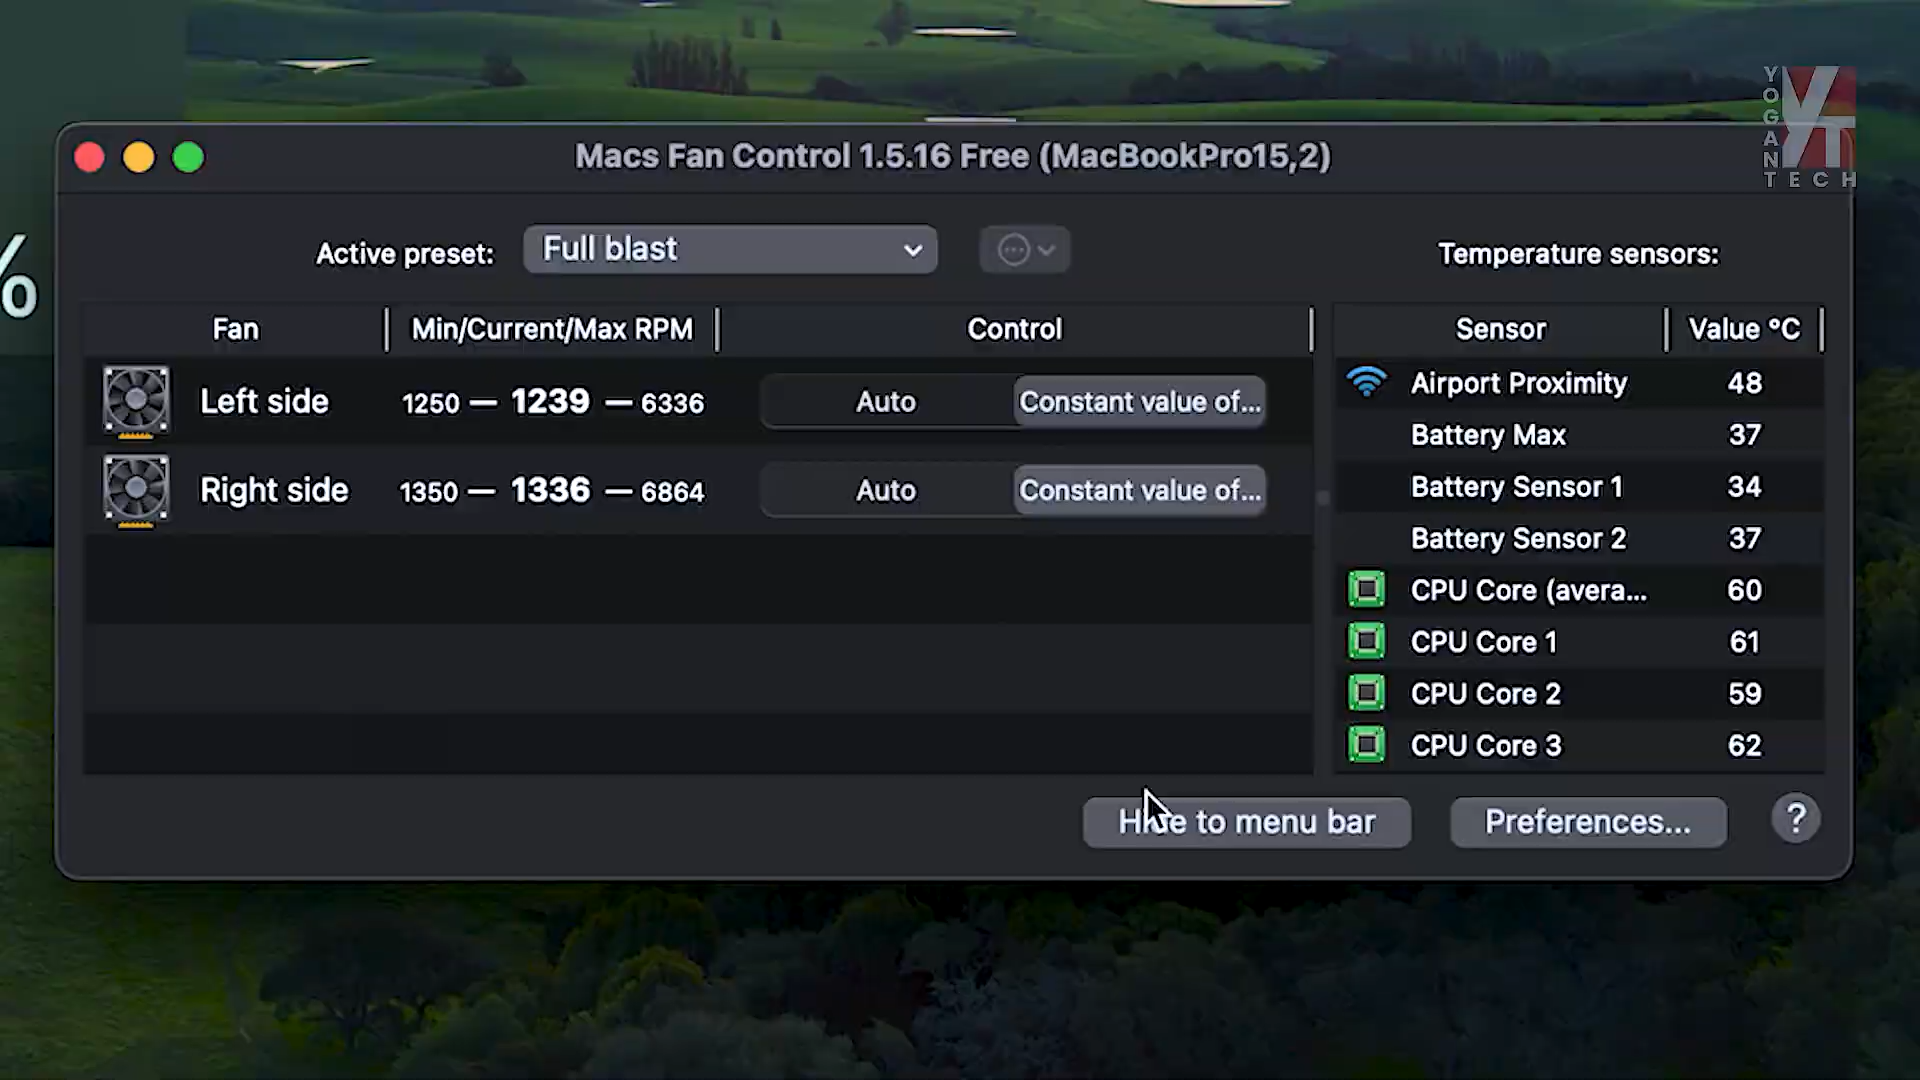 YOGANT
TECH
Macs Fan Control 1.5.16 Free (MacBookPro15,2)
%
Active preset: Full blast
Temperature sensors:
Fan Min/Current/Max RPM Control
Sensor Value °C
Left side 1250 — 1239 — 6336 Auto Constant value of...
Right side 1350 — 1336 — 6864 Auto Constant value of...
Airport Proximity 48
Battery Max 37
Battery Sensor 1 34
Battery Sensor 2 37
CPU Core (avera... 60
CPU Core 1 61
CPU Core 2 59
CPU Core 3 62
Hide to menu bar Preferences... ?